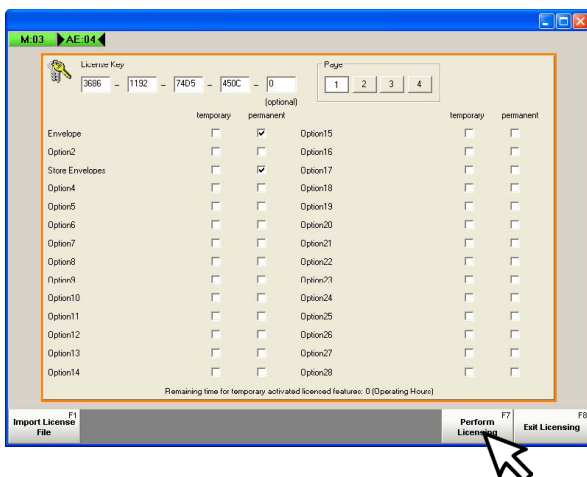 M:03 AE:04
License Key
Page
3686 - 1192 - 74D5 - 450C - 0
1 2 3 4
(optional)
temporary permanent temporary permanent
Envelope Option15
Option2 Option16
Store Envelopes Option17
Option4 Option18
Option5 Option19
Option6 Option20
Option7 Option21
Option8 Option22
Option9 Option23
Option10 Option24
Option11 Option25
Option12 Option26
Option13 Option27
Option14 Option28
Remaining time for temporary activated licensed features: 0 (Operating Hours)
F1 F7 F8
Import License File
Perform Licensing
Exit Licensing